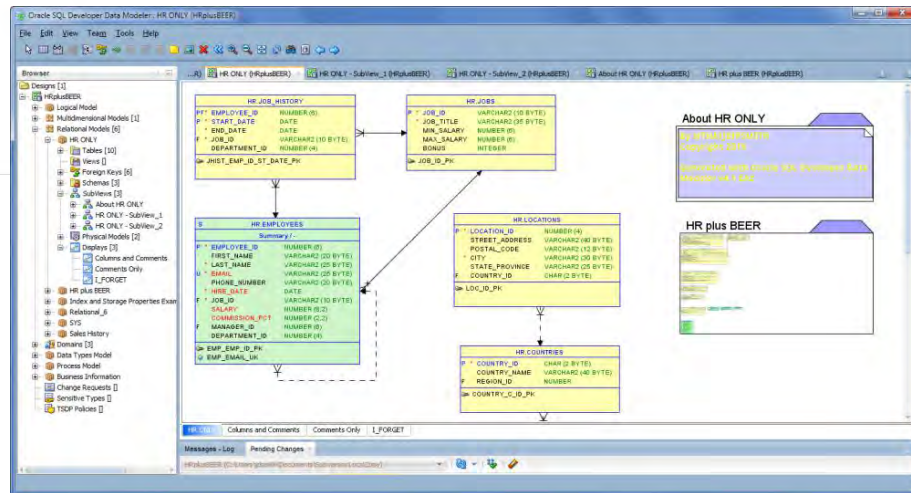 Oracle SQL Developer Data Modeler : HR ONLY (HRplusBEER)
File Edit View Team Tools Help
Browser
...R) HR ONLY (HRplusBEER) HR ONLY - SubView_1 (HRplusBEER) HR ONLY - SubView_2 (HRplusBEER) About HR ONLY (HRplusBEER) HR plus BEER (HRplusBEER)
Designs [1]
HRplusBEER
Logical Model
Multidimensional Models [1]
Relational Models [6]
HR ONLY
Tables [10]
Views []
Foreign Keys [6]
Schemas [3]
SubViews [3]
About HR ONLY
HR ONLY - SubView_1
HR ONLY - SubView_2
Physical Models [2]
Displays [3]
Columns and Comments
Comments Only
I_FORGET
HR plus BEER
Index and Storage Properties Exam
Relational_6
SYS
Sales History
Domains [3]
Data Types Model
Process Model
Business Information
Change Requests []
Sensitive Types []
TSDP Policies []
HR.JOB_HISTORY
PF* EMPLOYEE_ID NUMBER (6)
P * START_DATE DATE
* END_DATE DATE
F * JOB_ID VARCHAR2 (10 BYTE)
DEPARTMENT_ID NUMBER (4)
JHIST_EMP_ID_ST_DATE_PK
HR.JOBS
P * JOB_ID VARCHAR2 (10 BYTE)
* JOB_TITLE VARCHAR2 (35 BYTE)
MIN_SALARY NUMBER (6)
MAX_SALARY NUMBER (6)
BONUS INTEGER
JOB_ID_PK
S HR.EMPLOYEES
Summary / -
P * EMPLOYEE_ID NUMBER (6)
FIRST_NAME VARCHAR2 (20 BYTE)
* LAST_NAME VARCHAR2 (25 BYTE)
U * EMAIL VARCHAR2 (25 BYTE)
PHONE_NUMBER VARCHAR2 (20 BYTE)
* HIRE_DATE DATE
F * JOB_ID VARCHAR2 (10 BYTE)
SALARY NUMBER (8,2)
COMMISSION_PCT NUMBER (2,2)
F MANAGER_ID NUMBER (6)
DEPARTMENT_ID NUMBER (4)
EMP_EMP_ID_PK
EMP_EMAIL_UK
HR.LOCATIONS
P * LOCATION_ID NUMBER (4)
STREET_ADDRESS VARCHAR2 (40 BYTE)
POSTAL_CODE VARCHAR2 (12 BYTE)
* CITY VARCHAR2 (30 BYTE)
STATE_PROVINCE VARCHAR2 (25 BYTE)
F COUNTRY_ID CHAR (2 BYTE)
LOC_ID_PK
HR.COUNTRIES
P * COUNTRY_ID CHAR (2 BYTE)
COUNTRY_NAME VARCHAR2 (40 BYTE)
F REGION_ID NUMBER
COUNTRY_C_ID_PK
About HR ONLY
HR plus BEER
HR ONLY Columns and Comments Comments Only I_FORGET
Messages - Log Pending Changes